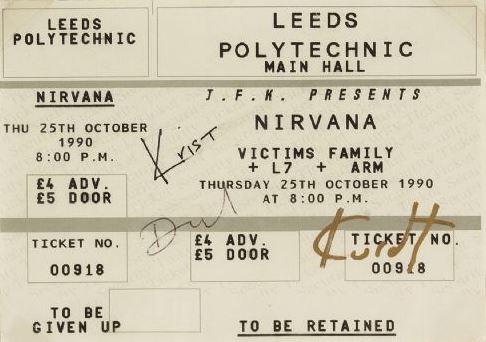 LEEDS
POLYTECHNIC
NIRVANA
THU 25TH OCTOBER
1990
8:00 P.M.
£4 ADV.
£5 DOOR
TICKET NO.
00918
TO BE
GIVEN UP
LEEDS
POLYTECHNIC
MAIN HALL
J.F.K. PRESENTS
NIRVANA
VICTIMS FAMILY
+ L7 + ARM
THURSDAY 25TH OCTOBER 1990
AT 8:00 P.M.
Krist
£4 ADV.
£5 DOOR
TICKET NO.
00918
Kurdt
TO BE RETAINED